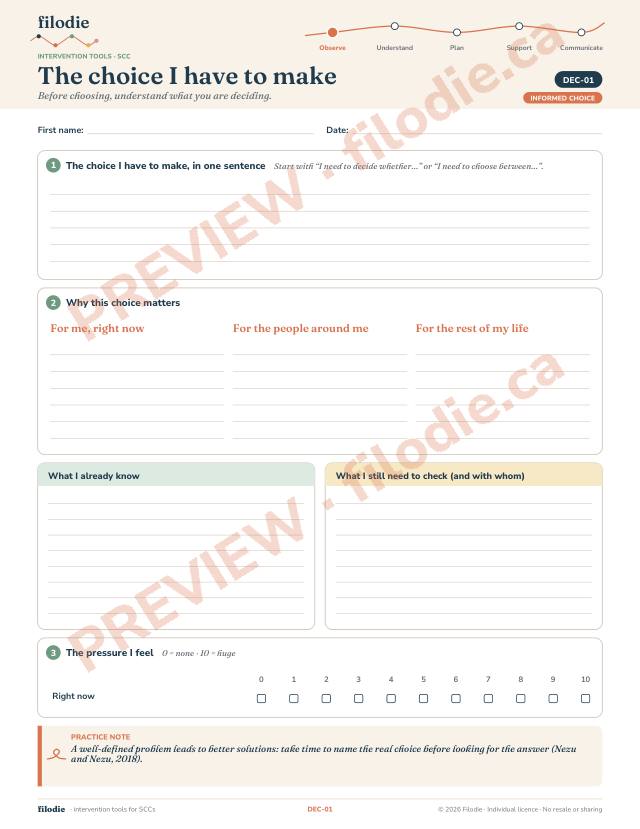 filodie
INTERVENTION TOOLS · SCC
Observe Understand Plan Support Communicate
The choice I have to make
Before choosing, understand what you are deciding.
DEC-01
INFORMED CHOICE
First name: Date:
1 The choice I have to make, in one sentence Start with “I need to decide whether...” or “I need to choose between...”.
2 Why this choice matters
For me, right now For the people around me For the rest of my life
What I already know What I still need to check (and with whom)
3 The pressure I feel 0 = none · 10 = huge
0 1 2 3 4 5 6 7 8 9 10
Right now
PRACTICE NOTE
A well-defined problem leads to better solutions: take time to name the real choice before looking for the answer (Nezu
and Nezu, 2018).
filodie · intervention tools for SCCs DEC-01 © 2026 Filodie · Individual licence · No resale or sharing
PREVIEW · filodie.ca
PREVIEW · filodie.ca